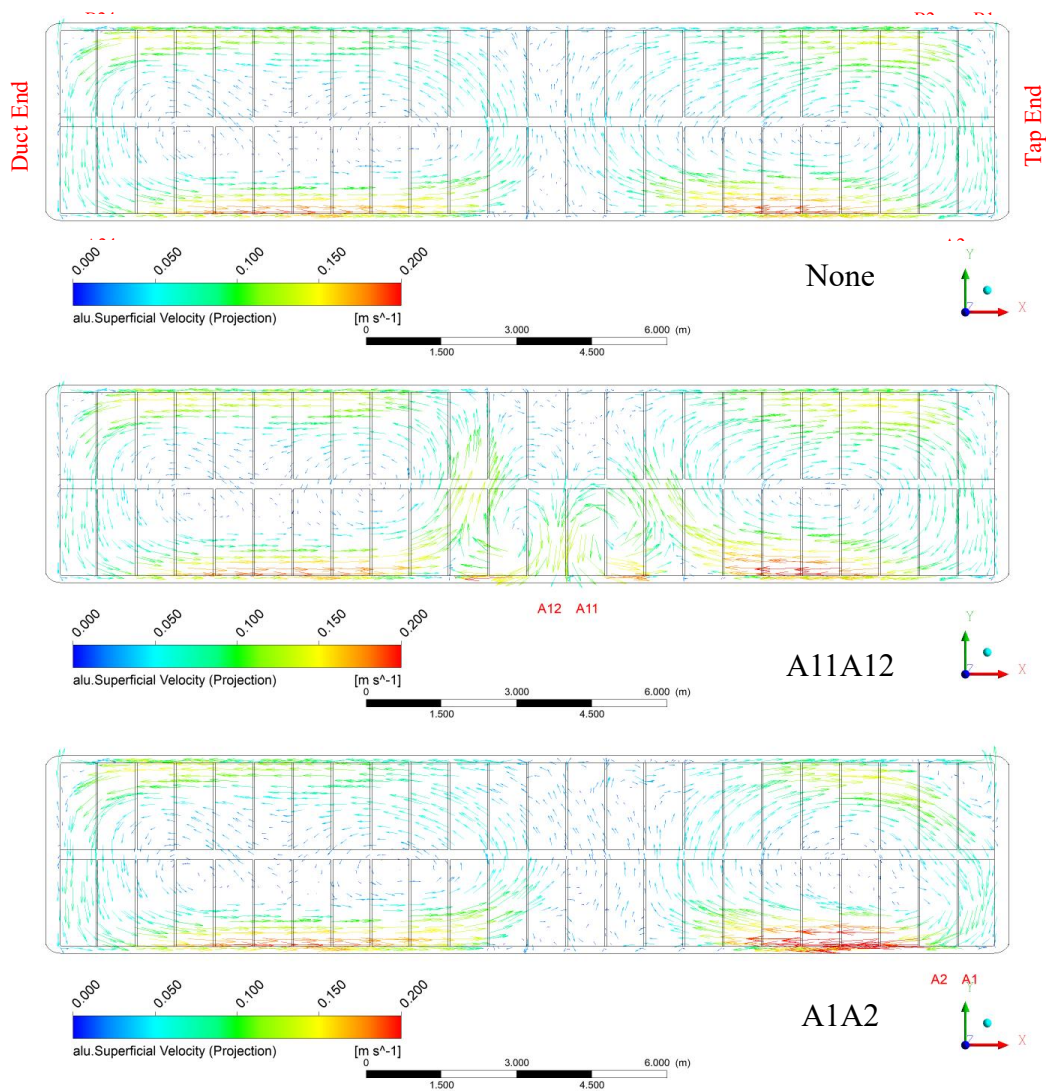 Duct End
Tap End
0.000 0.050 0.100 0.150 0.200
None
Y
alu.Superficial Velocity (Projection) [m s^-1]
X
Z
0 3.000 6.000 (m)
1.500 4.500
A12 A11
0.000 0.050 0.100 0.150 0.200
A11A12
Y
alu.Superficial Velocity (Projection) [m s^-1]
X
Z
0 3.000 6.000 (m)
1.500 4.500
A2 A1
0.000 0.050 0.100 0.150 0.200
A1A2
Y
alu.Superficial Velocity (Projection) [m s^-1]
X
Z
0 3.000 6.000 (m)
1.500 4.500